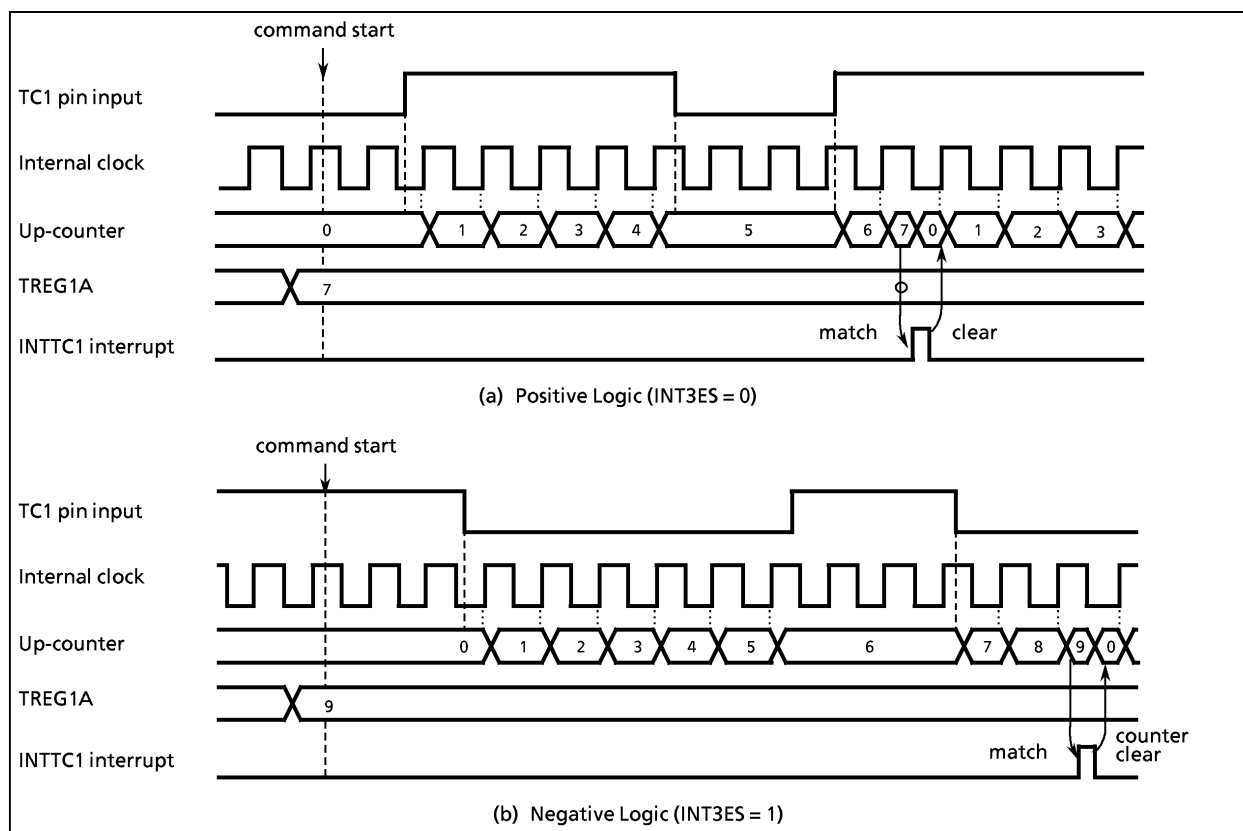 command start
TC1 pin input
Internal clock
Up-counter 0 1 2 3 4 5 6 7 0 1 2 3
TREG1A 7
match clear
INTTC1 interrupt
(a) Positive Logic (INT3ES = 0)
command start
TC1 pin input
Internal clock
Up-counter 0 1 2 3 4 5 6 7 8 9 0
TREG1A 9
counter
match clear
INTTC1 interrupt
(b) Negative Logic (INT3ES = 1)